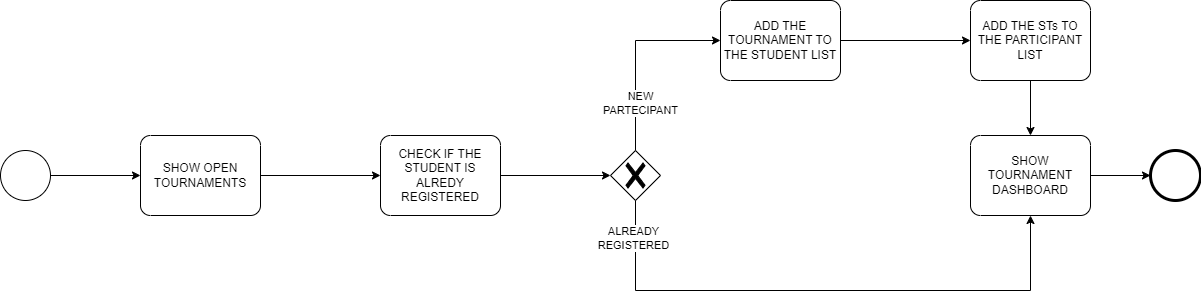 ADD THE
TOURNAMENT TO
THE STUDENT LIST
ADD THE STs TO
THE PARTICIPANT
LIST
NEW
PARTECIPANT
SHOW OPEN
TOURNAMENTS
CHECK IF THE
STUDENT IS
ALREDY
REGISTERED
SHOW
TOURNAMENT
DASHBOARD
ALREADY
REGISTERED